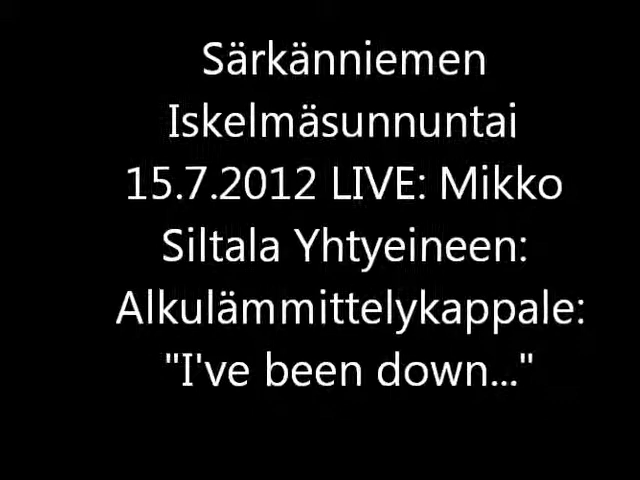 Särkänniemen
Iskelmäsunnuntai
15.7.2012 LIVE: Mikko
Siltala Yhtyeineen:
Alkulämmittelykappale:
"I've been down..."